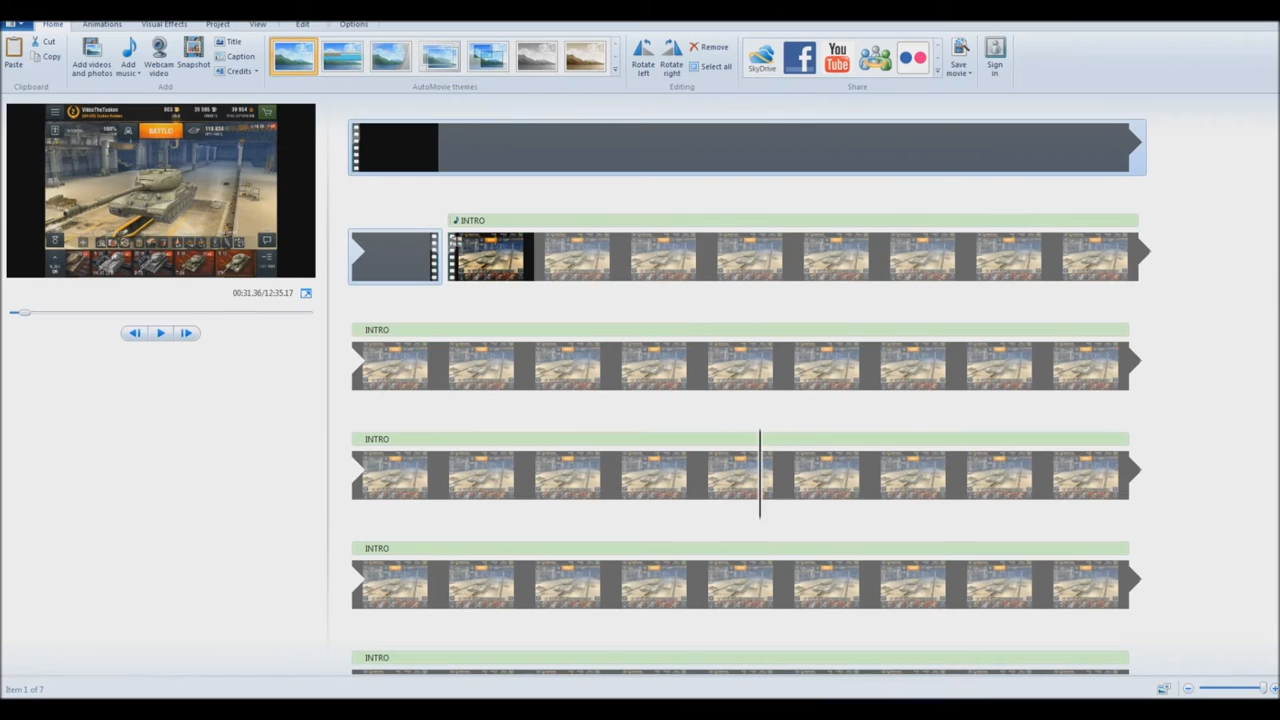 Home Animations Visual Effects Project View Edit Options
Paste
Cut
Copy
Clipboard
Add videos
and photos
Add
music
Webcam
video
Snapshot
Title
Caption
Credits
Add
AutoMovie themes
Rotate
left
Rotate
right
Remove
Select all
Editing
SkyDrive
You
Tube
Share
Save
movie
Sign
in
BATTLE!
100%
00:31.36/12:35.17
INTRO
INTRO
INTRO
INTRO
INTRO
Item 1 of 7